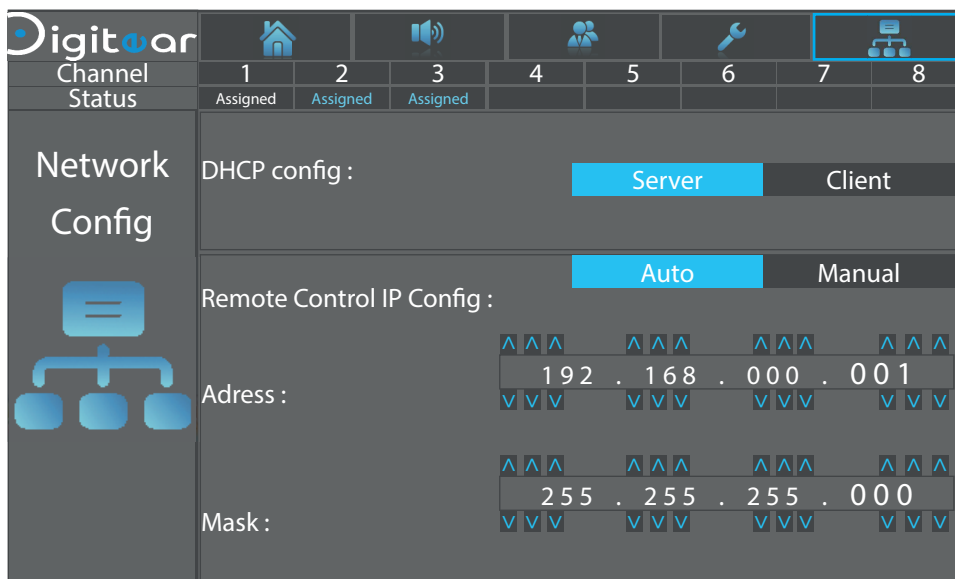 Digitear
Channel 1 2 3 4 5 6 7 8
Status Assigned Assigned Assigned
Network
Config
DHCP config :
Server Client
Auto Manual
Remote Control IP Config :
Adress :
192 . 168 . 000 . 001
Mask :
255 . 255 . 255 . 000